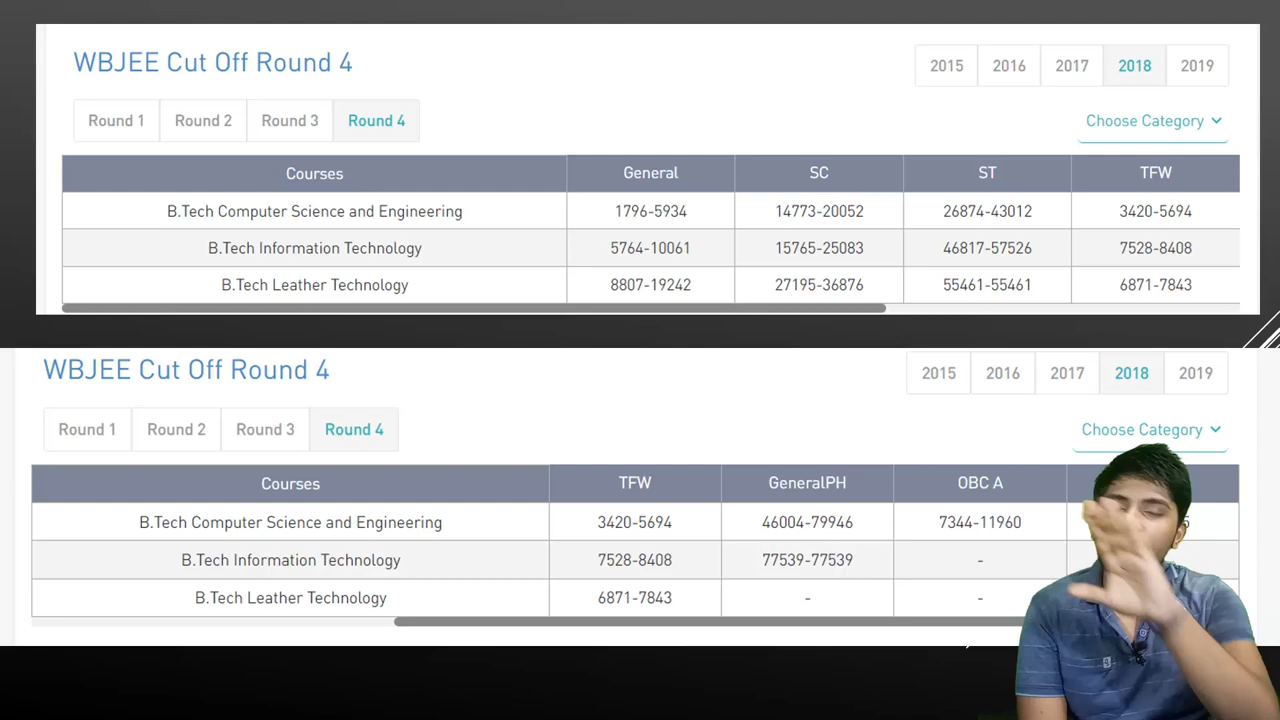 WBJEE Cut Off Round 4
2015 2016 2017 2018 2019
Round 1 Round 2 Round 3 Round 4
Choose Category
Courses General SC ST TFW
B.Tech Computer Science and Engineering 1796-5934 14773-20052 26874-43012 3420-5694
B.Tech Information Technology 5764-10061 15765-25083 46817-57526 7528-8408
B.Tech Leather Technology 8807-19242 27195-36876 55461-55461 6871-7843
WBJEE Cut Off Round 4
2015 2016 2017 2018 2019
Round 1 Round 2 Round 3 Round 4
Choose Category
Courses TFW GeneralPH OBC A
B.Tech Computer Science and Engineering 3420-5694 46004-79946 7344-11960
B.Tech Information Technology 7528-8408 77539-77539 -
B.Tech Leather Technology 6871-7843 - -